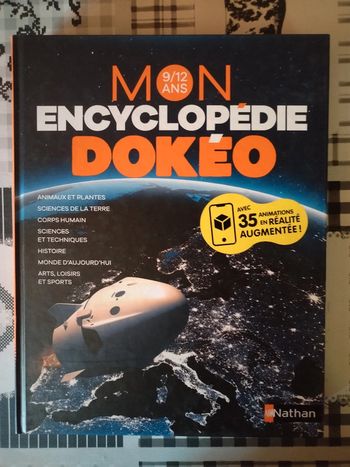 MON
9/12
ANS
ENCYCLOPÉDIE
DOKÉO
ANIMAUX ET PLANTES
SCIENCES DE LA TERRE
CORPS HUMAIN
SCIENCES
ET TECHNIQUES
HISTOIRE
MONDE D'AUJOURD'HUI
ARTS, LOISIRS
ET SPORTS
AVEC
35 ANIMATIONS
EN RÉALITÉ
AUGMENTÉE !
Nathan